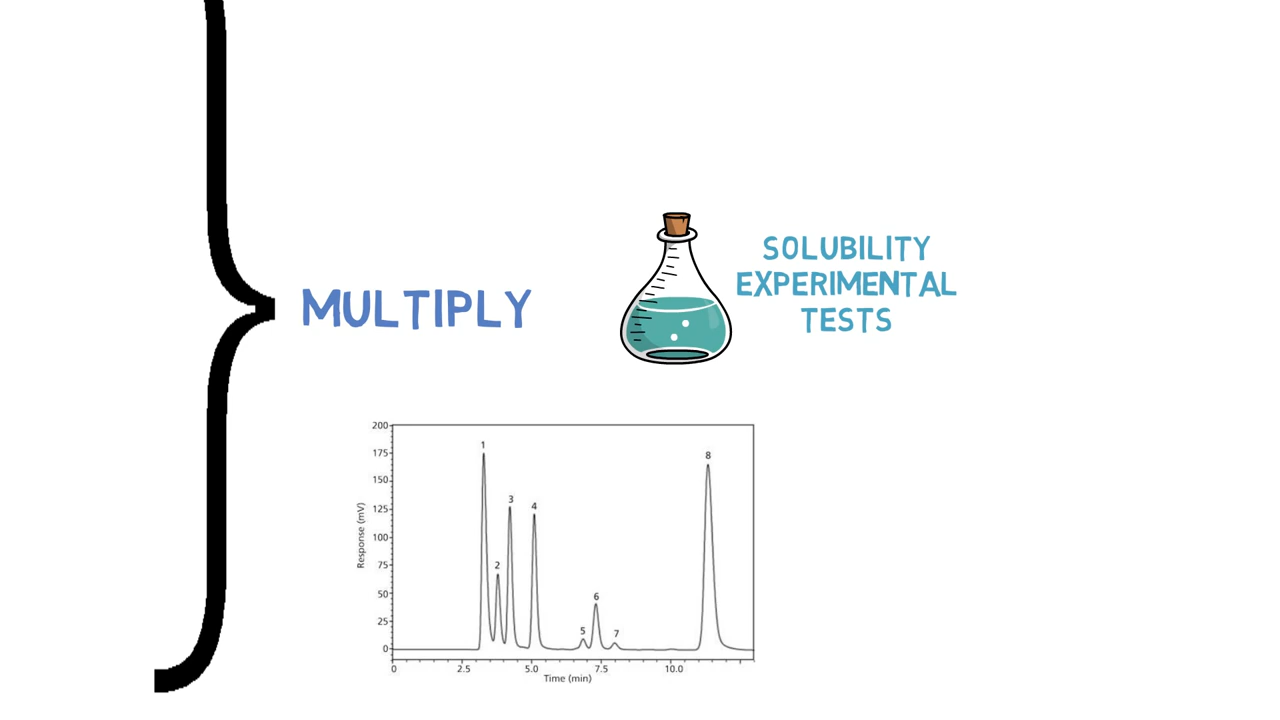 SOLUBILITY
EXPERIMENTAL
MULTIPLY
TESTS
200
175
150
125
100
75
50
25
0
Response (mV)
1
2
3
4
5
6
7
8
0 2.5 5.0 7.5 10.0
Time (min)